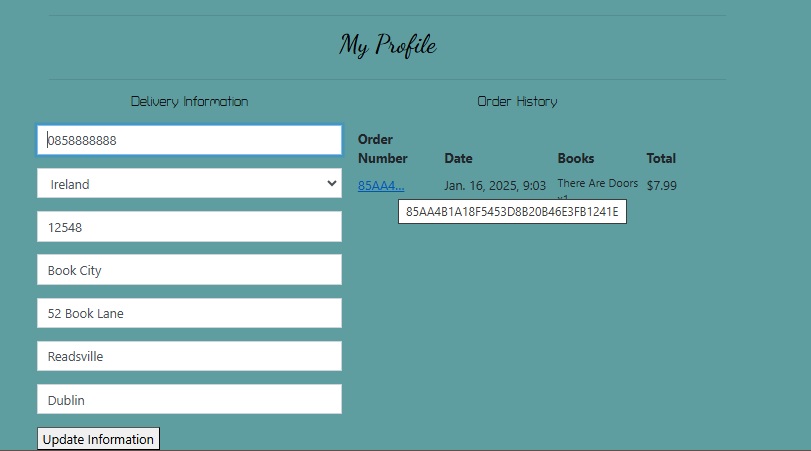 My Profile
Delivery Information
0858888888
Ireland
12548
Book City
52 Book Lane
Readsville
Dublin
Update Information
Order History
Order Number Date Books Total
85AA4... Jan. 16, 2025, 9:03 There Are Doors $7.99
x1
85AA4B1A18F5453D8B20B46E3FB1241E